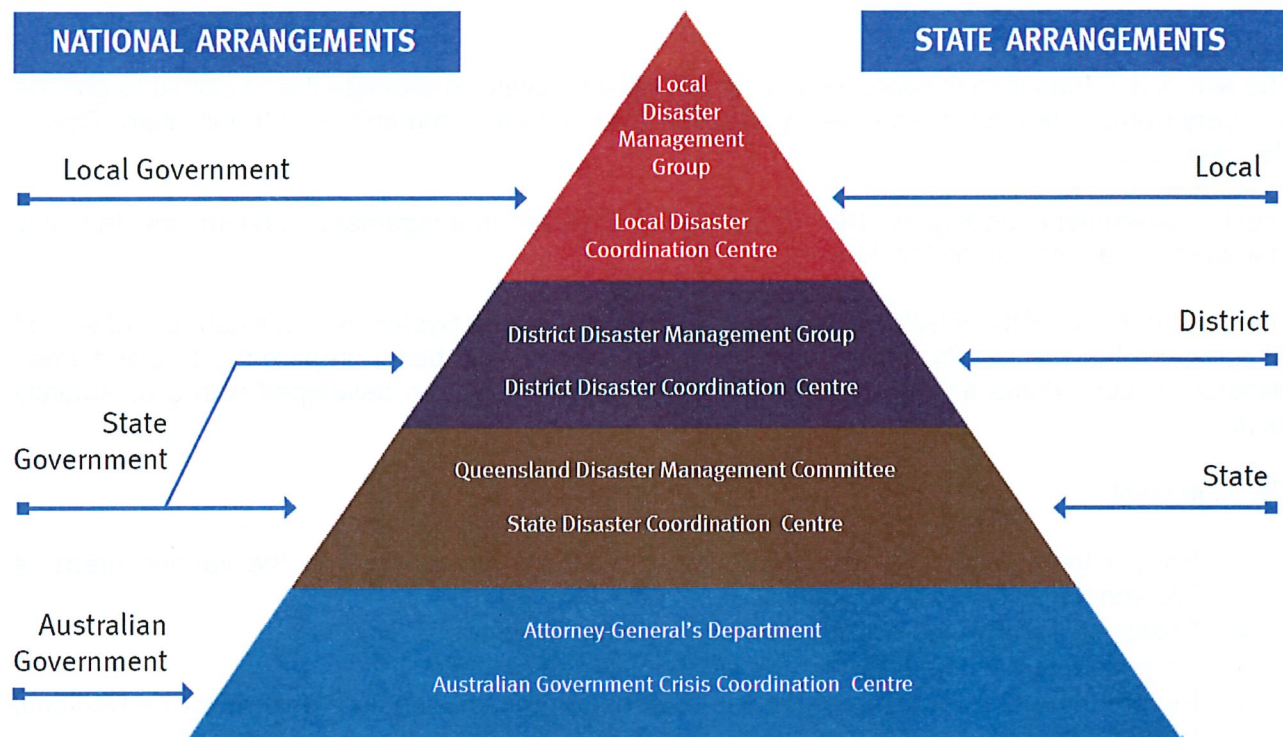 NATIONAL ARRANGEMENTS
STATE ARRANGEMENTS
Local
Disaster
Management
Group
Local Disaster
Coordination Centre
Local Government
Local
District Disaster Management Group
District Disaster Coordination Centre
District
State
Government
Queensland Disaster Management Committee
State Disaster Coordination Centre
State
Australian
Government
Attorney-General's Department
Australian Government Crisis Coordination Centre